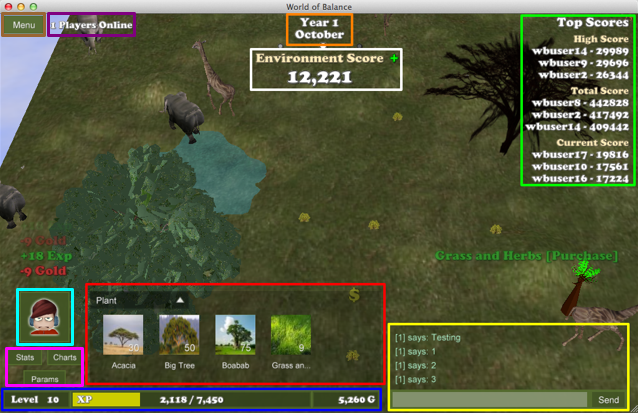 World of Balance
Menu
1 Players Online
Year 1
October
Environment Score +
12,221
Top Scores
High Score
wbuser14 - 29989
wbuser9 - 29696
wbuser2 - 26344
Total Score
wbuser8 - 442828
wbuser2 - 417492
wbuser14 - 409442
Current Score
wbuser17 - 19816
wbuser10 - 17561
wbuser16 - 17224
+18 Exp
-9 Gold
Grass and Herbs [Purchase]
$
Plant
30
50
75
9
Acacia
Big Tree
Boabab
Grass an...
Stats
Charts
Params
[1] says: Testing
[1] says: 1
[1] says: 2
[1] says: 3
Send
Level 10
XP
2,118 / 7,450
5,260 G